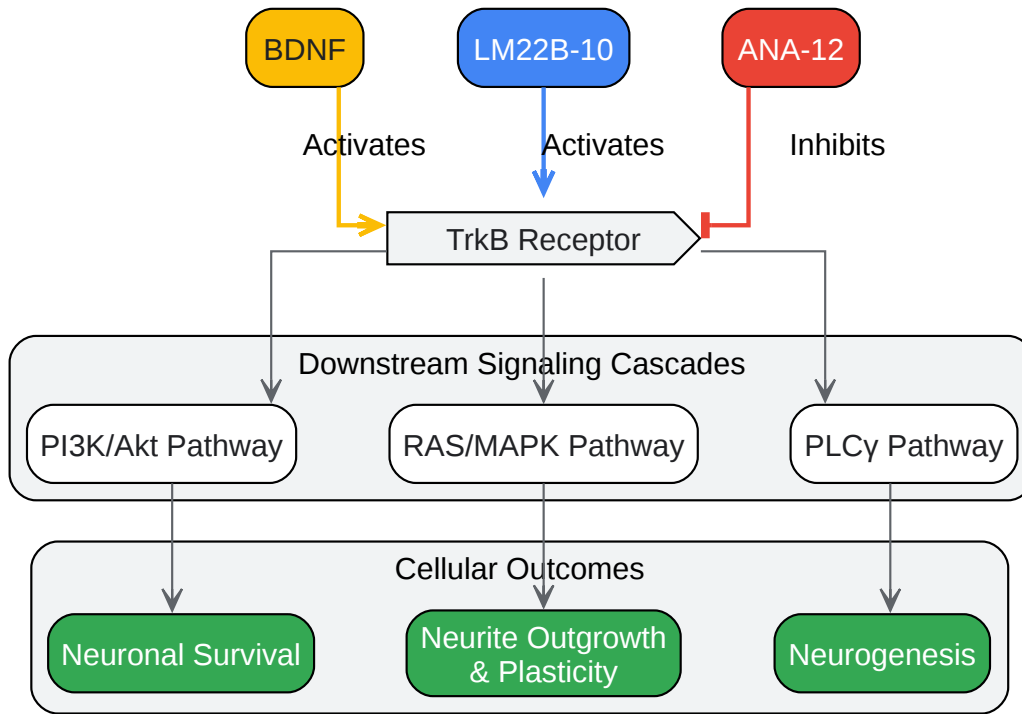 BDNF
LM22B-10
ANA-12
Activates
Activates
Inhibits
TrkB Receptor
Downstream Signaling Cascades
PI3K/Akt Pathway
RAS/MAPK Pathway
PLCγ Pathway
Cellular Outcomes
Neuronal Survival
Neurite Outgrowth
& Plasticity
Neurogenesis